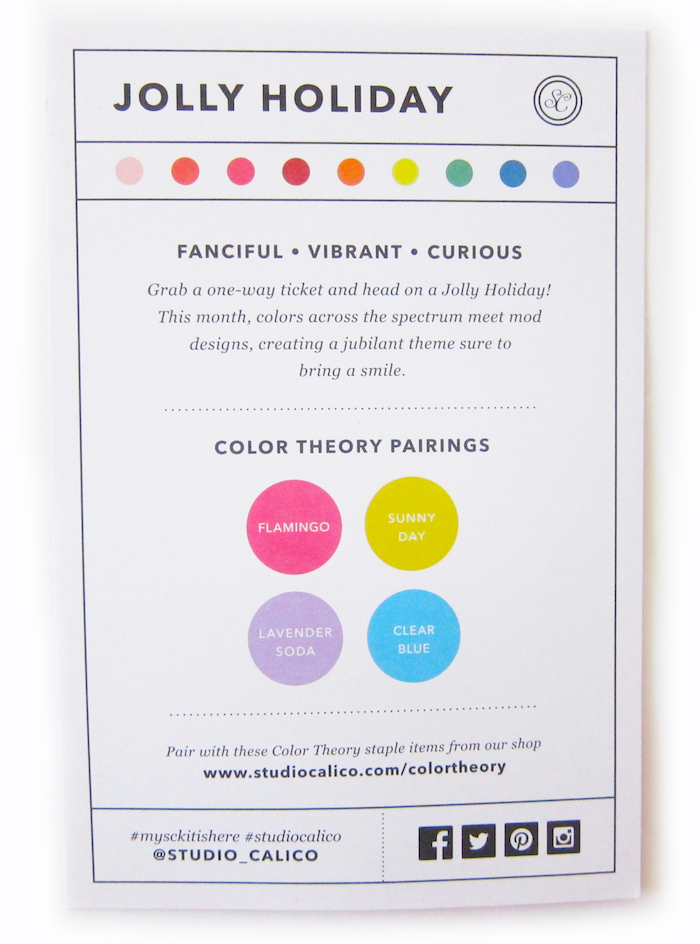 JOLLY HOLIDAY
SC
FANCIFUL • VIBRANT • CURIOUS
Grab a one-way ticket and head on a Jolly Holiday!
This month, colors across the spectrum meet mod
designs, creating a jubilant theme sure to
bring a smile.
COLOR THEORY PAIRINGS
FLAMINGO
SUNNY
DAY
LAVENDER
SODA
CLEAR
BLUE
Pair with these Color Theory staple items from our shop
www.studiocalico.com/colortheory
#mysckitishere #studiocalico
@STUDIO_CALICO